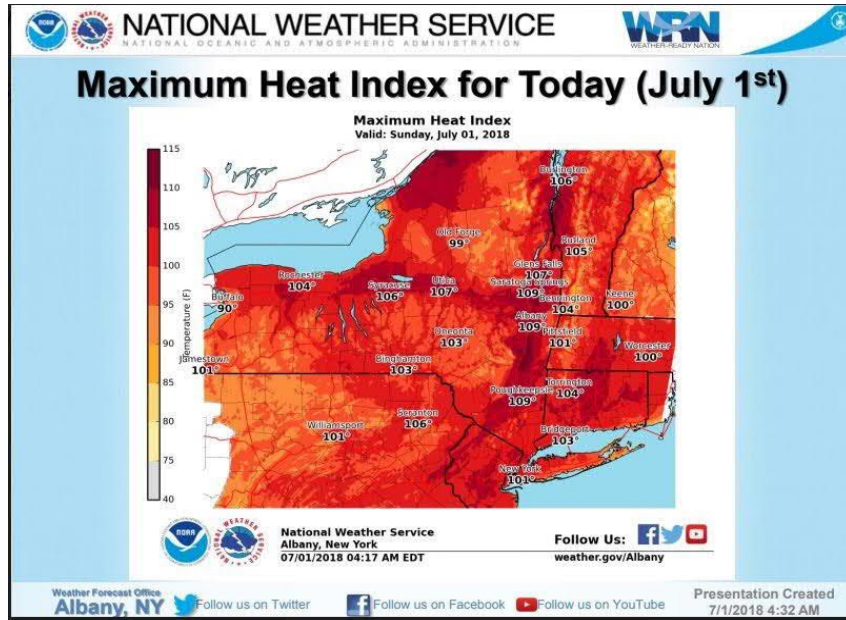 NATIONAL WEATHER SERVICE
NATIONAL OCEANIC AND ATMOSPHERIC ADMINISTRATION
NOAA
WRN
WEATHER-READY NATION
Maximum Heat Index for Today (July 1st)
Maximum Heat Index
Valid: Sunday, July 01, 2018
115
110
105
100
95
90
85
80
75
40
Temperature (F)
Burlington
106°
Old Forge
99°
Rutland
105°
Glens Falls
107°
Rochester
104°
Syracuse
106°
Utica
107°
Saratoga Springs
109°
Buffalo
90°
Bennington
104°
Keene
100°
Albany
109°
Oneonta
103°
Pittsfield
101°
Worcester
100°
Jamestown
101°
Binghamton
103°
Poughkeepsie
109°
Torrington
104°
Williamsport
101°
Scranton
106°
Bridgeport
103°
New York
101°
NOAA
National Weather Service
Albany, New York
07/01/2018 04:17 AM EDT
Follow Us:
weather.gov/Albany
Weather Forecast Office
Albany, NY
Follow us on Twitter
Follow us on Facebook
Follow us on YouTube
Presentation Created
7/1/2018 4:32 AM